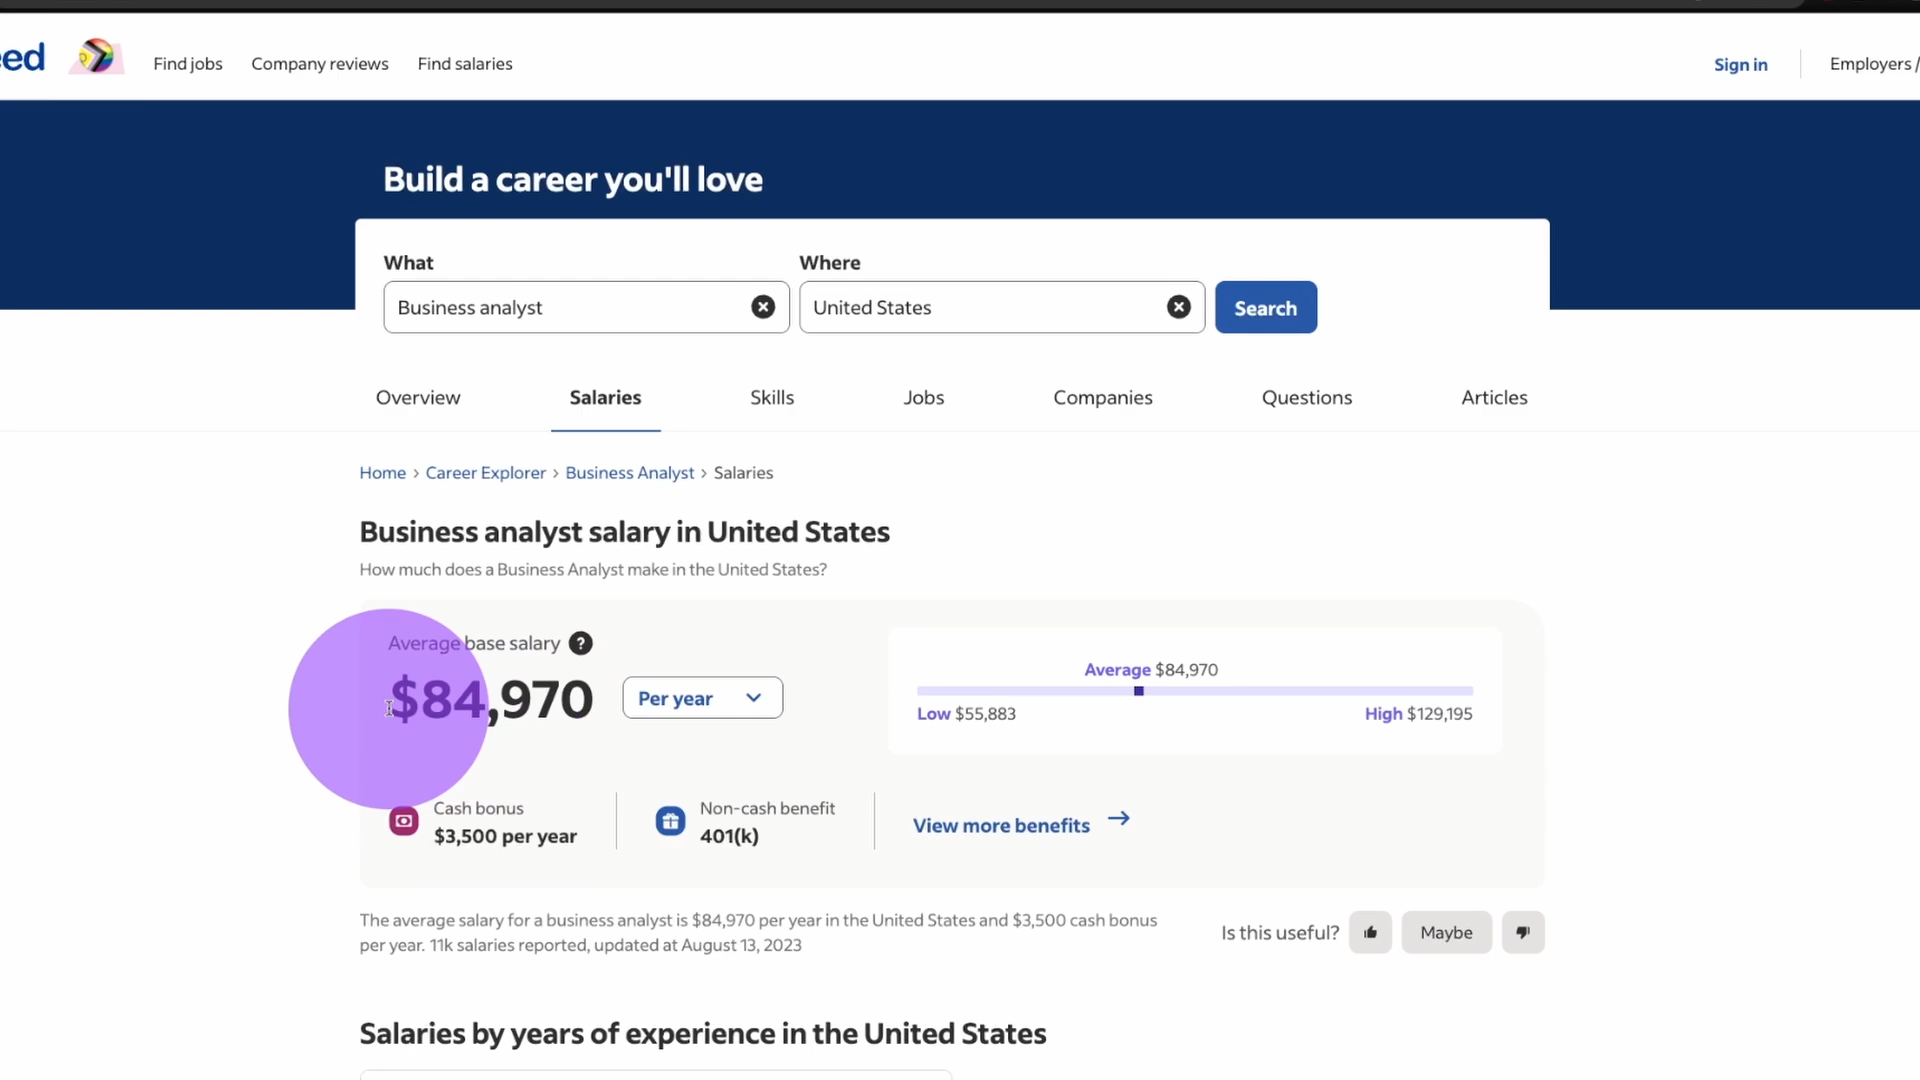 eed
Find jobs
Company reviews
Find salaries
Sign in
Employers /
Build a career you'll love
What
Where
Business analyst
United States
Search
Overview
Salaries
Skills
Jobs
Companies
Questions
Articles
Home > Career Explorer > Business Analyst > Salaries
Business analyst salary in United States
How much does a Business Analyst make in the United States?
Average base salary ?
$84,970
Per year
Average $84,970
Low $55,883
High $129,195
Cash bonus
$3,500 per year
Non-cash benefit
401(k)
View more benefits →
The average salary for a business analyst is $84,970 per year in the United States and $3,500 cash bonus
per year. 11k salaries reported, updated at August 13, 2023
Is this useful?
Maybe
Salaries by years of experience in the United States